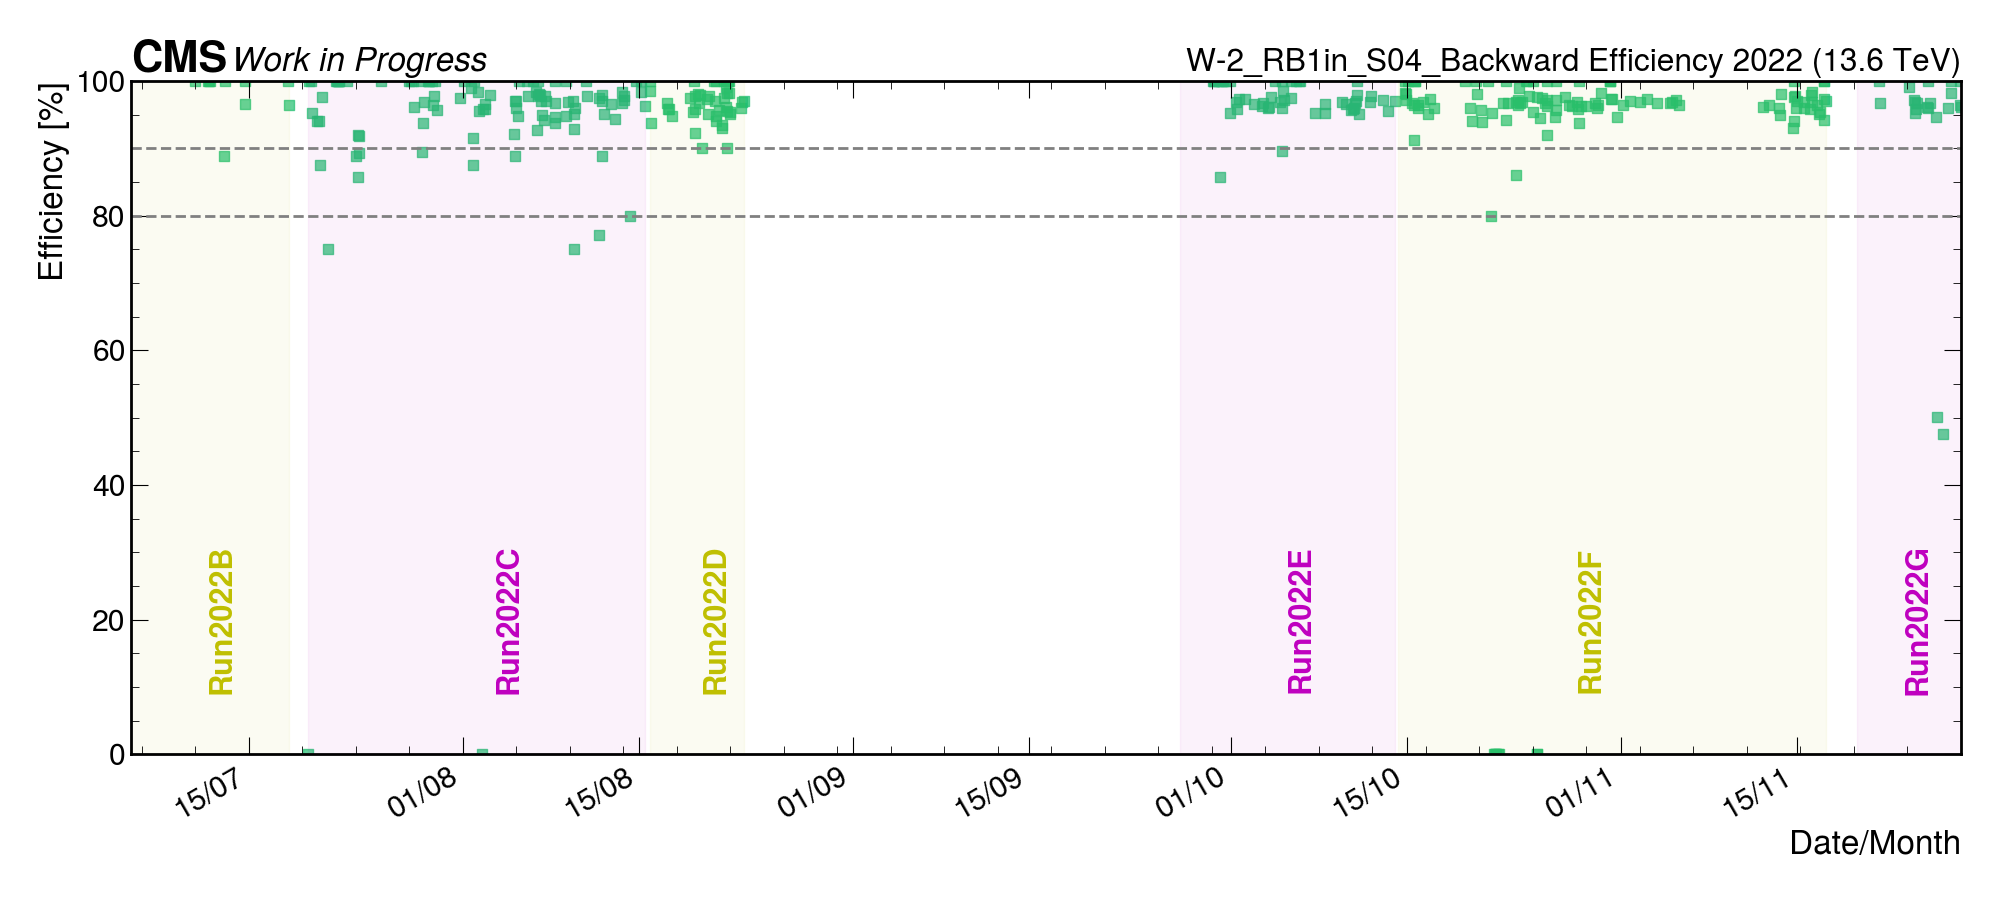 CMS Work in Progress
W-2_RB1in_S04_Backward Efficiency 2022 (13.6 TeV)
Efficiency [%]
100
80
60
40
20
0
Run2022B
Run2022C
Run2022D
Run2022E
Run2022F
Run2022G
15/07
01/08
15/08
01/09
15/09
01/10
15/10
01/11
15/11
Date/Month